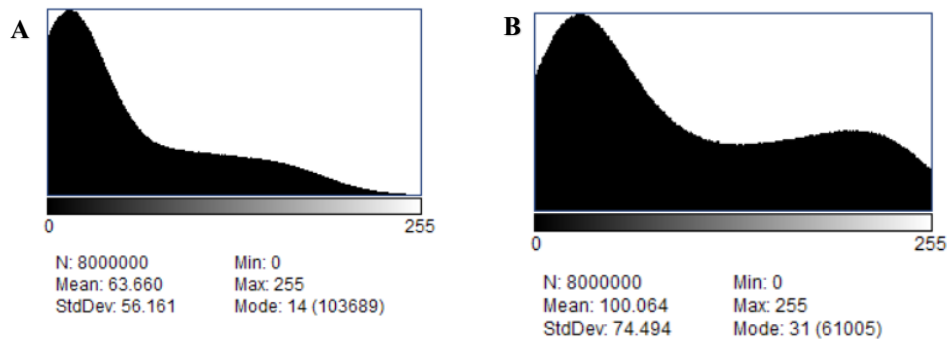 A
0 255
N: 8000000 Min: 0
Mean: 63.660 Max: 255
StdDev: 56.161 Mode: 14 (103689)
B
0 255
N: 8000000 Min: 0
Mean: 100.064 Max: 255
StdDev: 74.494 Mode: 31 (61005)